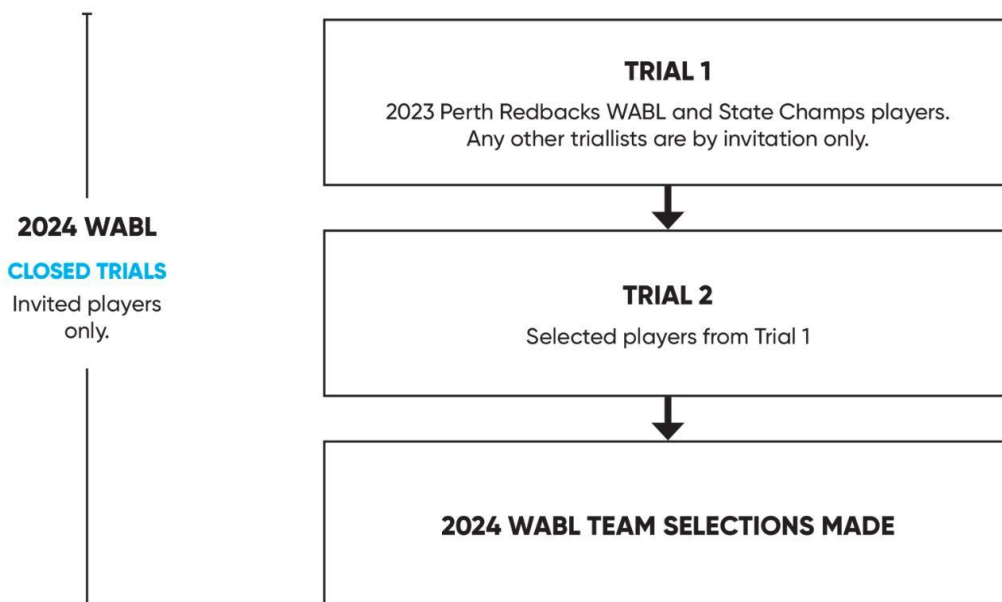 2024 WABL
CLOSED TRIALS
Invited players
only.
TRIAL 1
2023 Perth Redbacks WABL and State Champs players.
Any other triallists are by invitation only.
TRIAL 2
Selected players from Trial 1
2024 WABL TEAM SELECTIONS MADE